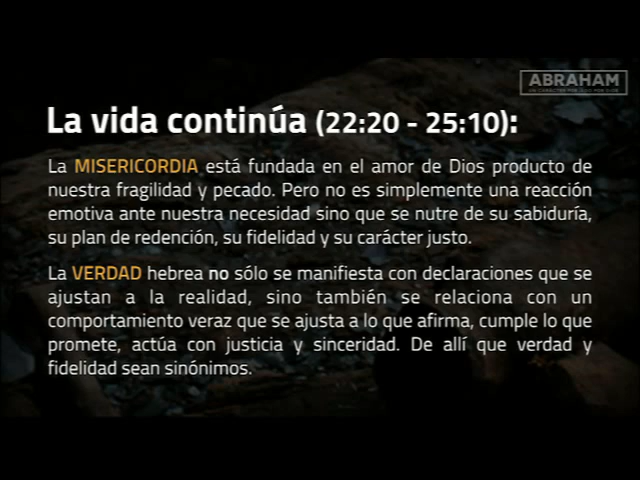 ABRAHAM
La vida continúa (22:20 - 25:10):
La MISERICORDIA está fundada en el amor de Dios producto de
nuestra fragilidad y pecado. Pero no es simplemente una reacción
emotiva ante nuestra necesidad sino que se nutre de su sabiduría,
su plan de redención, su fidelidad y su carácter justo.
La VERDAD hebrea no sólo se manifiesta con declaraciones que se
ajustan a la realidad, sino también se relaciona con un
comportamiento veraz que se ajusta a lo que afirma, cumple lo que
promete, actúa con justicia y sinceridad. De allí que verdad y
fidelidad sean sinónimos.